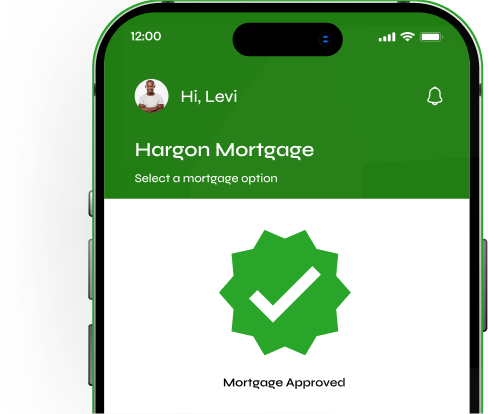 12:00
Hi, Levi
Hargon Mortgage
Select a mortgage option
Mortgage Approved